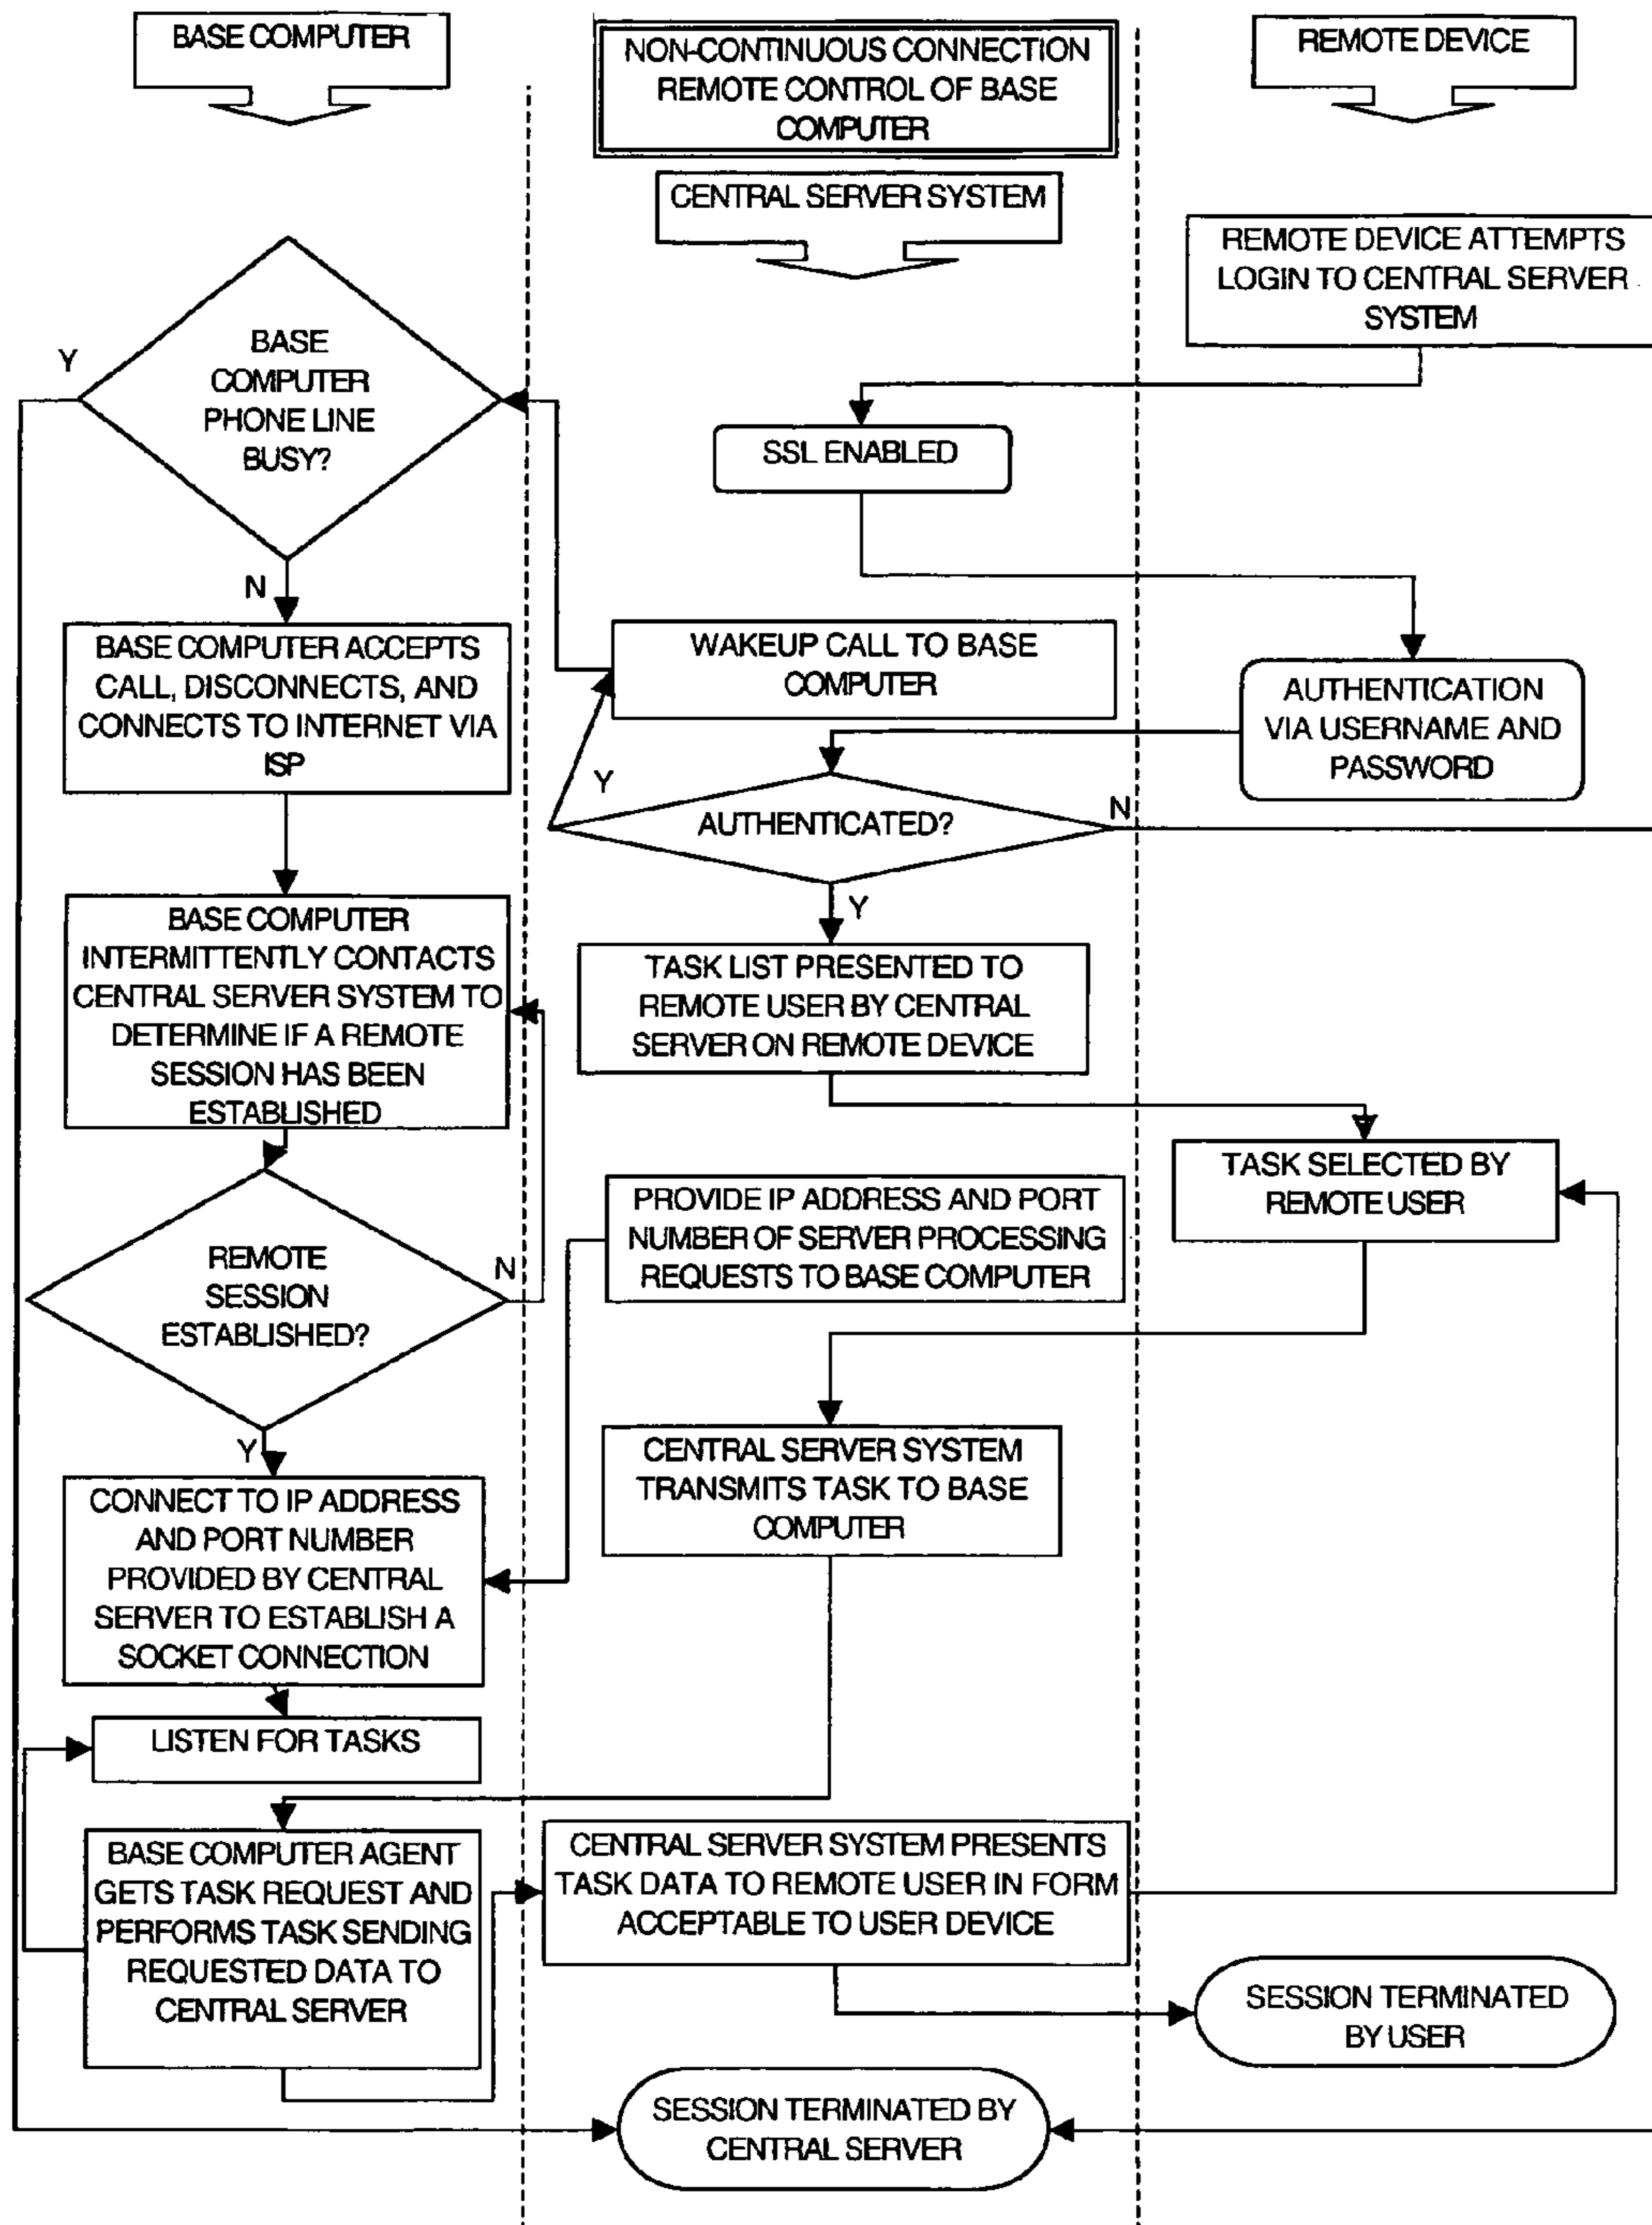 BASE COMPUTER
NON-CONTINUOUS CONNECTION
REMOTE CONTROL OF BASE
COMPUTER
REMOTE DEVICE
CENTRAL SERVER SYSTEM
REMOTE DEVICE ATTEMPTS
LOGIN TO CENTRAL SERVER
SYSTEM
BASE
COMPUTER
PHONE LINE
BUSY?
Y
N
SSL ENABLED
BASE COMPUTER ACCEPTS
CALL, DISCONNECTS, AND
CONNECTS TO INTERNET VIA
ISP
WAKEUP CALL TO BASE
COMPUTER
AUTHENTICATION
VIA USERNAME AND
PASSWORD
Y
AUTHENTICATED?
N
Y
BASE COMPUTER
INTERMITTENTLY CONTACTS
CENTRAL SERVER SYSTEM TO
DETERMINE IF A REMOTE
SESSION HAS BEEN
ESTABLISHED
TASK LIST PRESENTED TO
REMOTE USER BY CENTRAL
SERVER ON REMOTE DEVICE
TASK SELECTED BY
REMOTE USER
PROVIDE IP ADDRESS AND PORT
NUMBER OF SERVER PROCESSING
REQUESTS TO BASE COMPUTER
REMOTE
SESSION
ESTABLISHED?
N
Y
CENTRAL SERVER SYSTEM
TRANSMITS TASK TO BASE
COMPUTER
CONNECT TO IP ADDRESS
AND PORT NUMBER
PROVIDED BY CENTRAL
SERVER TO ESTABLISH A
SOCKET CONNECTION
LISTEN FOR TASKS
BASE COMPUTER AGENT
GETS TASK REQUEST AND
PERFORMS TASK SENDING
REQUESTED DATA TO
CENTRAL SERVER
CENTRAL SERVER SYSTEM PRESENTS
TASK DATA TO REMOTE USER IN FORM
ACCEPTABLE TO USER DEVICE
SESSION TERMINATED
BY USER
SESSION TERMINATED BY
CENTRAL SERVER